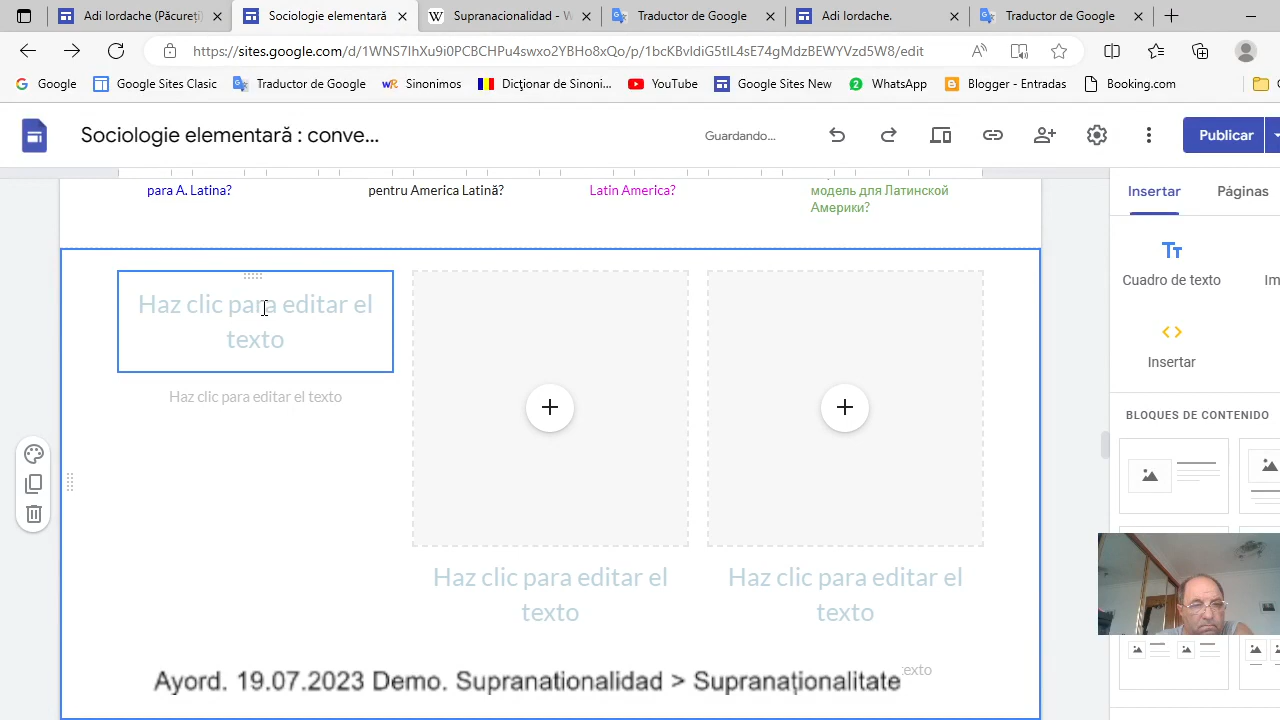 Adi Iordache (Păcureț)
Sociologie elementară
Supranacionalidad - W
Traductor de Google
Adi Iordache.
Traductor de Google
https://sites.google.com/d/1WNS7IhXu9i0PCBCHPu4swxo2YBHo8xQo/p/1bcKBvldiG5tIL4sE74gMdzBEWYVzd5W8/edit
Google
Google Sites Clasic
Traductor de Google
Sinonimos
Dicționar de Sinoni...
YouTube
Google Sites New
WhatsApp
Blogger - Entradas
Booking.com
Sociologie elementară : conve...
Guardando...
Publicar
para A. Latina?
pentru America Latină?
Latin America?
модель для Латинской
Америки?
Insertar
Páginas
Haz clic para editar el
texto
Haz clic para editar el texto
Cuadro de texto
Im
Insertar
BLOQUES DE CONTENIDO
Haz clic para editar el
texto
Haz clic para editar el
texto
texto
Ayord. 19.07.2023 Demo. Supranationalidad > Supranaționalitate